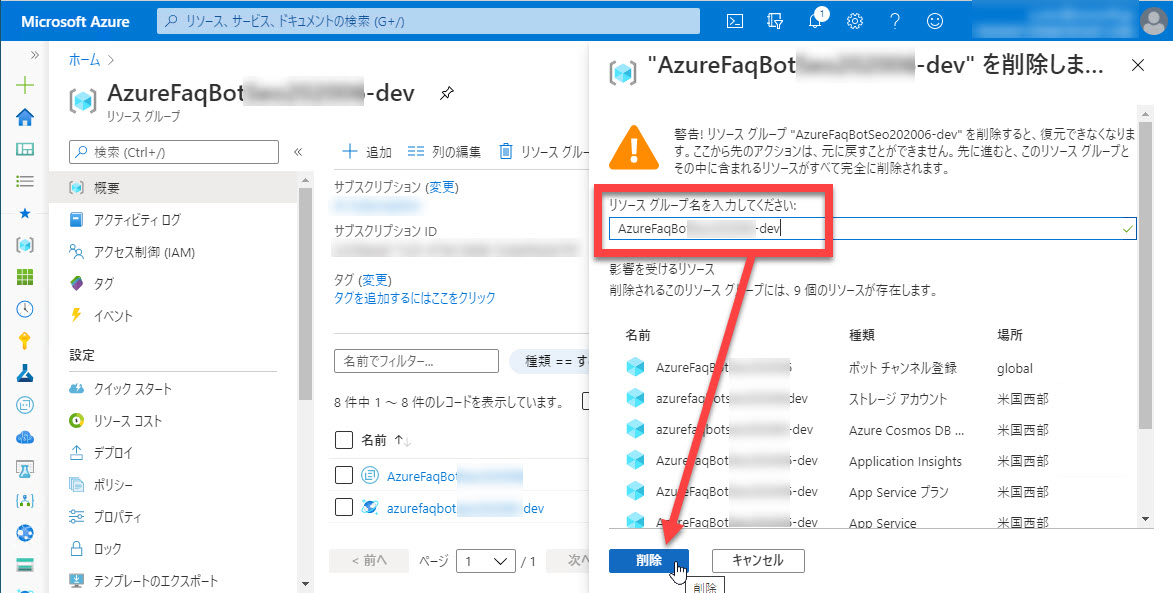 Microsoft Azure
リソース、サービス、ドキュメントの検索 (G+/)
1
ホーム
AzureFaqBot -dev
リソース グループ
検索 (Ctrl+/)
概要
アクティビティ ログ
アクセス制御 (IAM)
タグ
イベント
設定
クイック スタート
リソース コスト
デプロイ
ポリシー
プロパティ
ロック
テンプレートのエクスポート
追加
列の編集
リソース グルー
サブスクリプション (変更)
サブスクリプション ID
タグ (変更)
タグを追加するにはここをクリック
名前でフィルター...
種類 == す
8 件中 1 ～ 8 件のレコードを表示しています。
名前 ↑↓
AzureFaqBot
azurefaqbot dev
< 前へ
ページ
1
/ 1
次へ
"AzureFaqBot -dev" を削除しま...
警告! リソース グループ "AzureFaqBotSeo202006-dev" を削除すると、復元できなくなりま
す。ここから先のアクションは、元に戻すことができません。先に進むと、このリソース グループと
その中に含まれるリソースがすべて完全に削除されます。
リソース グループ名を入力してください:
AzureFaqBo -dev
影響を受けるリソース
削除されるこのリソース グループには、9 個のリソースが存在します。
名前 種類 場所
AzureFaqBot ボット チャンネル登録 global
azurefaqbots dev ストレージ アカウント 米国西部
azurefaqbots -dev Azure Cosmos DB ... 米国西部
AzureFaqBot -dev Application Insights 米国西部
AzureFaqBot -dev App Service プラン 米国西部
AzureFaqBot -dev App Service 米国西部
削除
キャンセル
削除